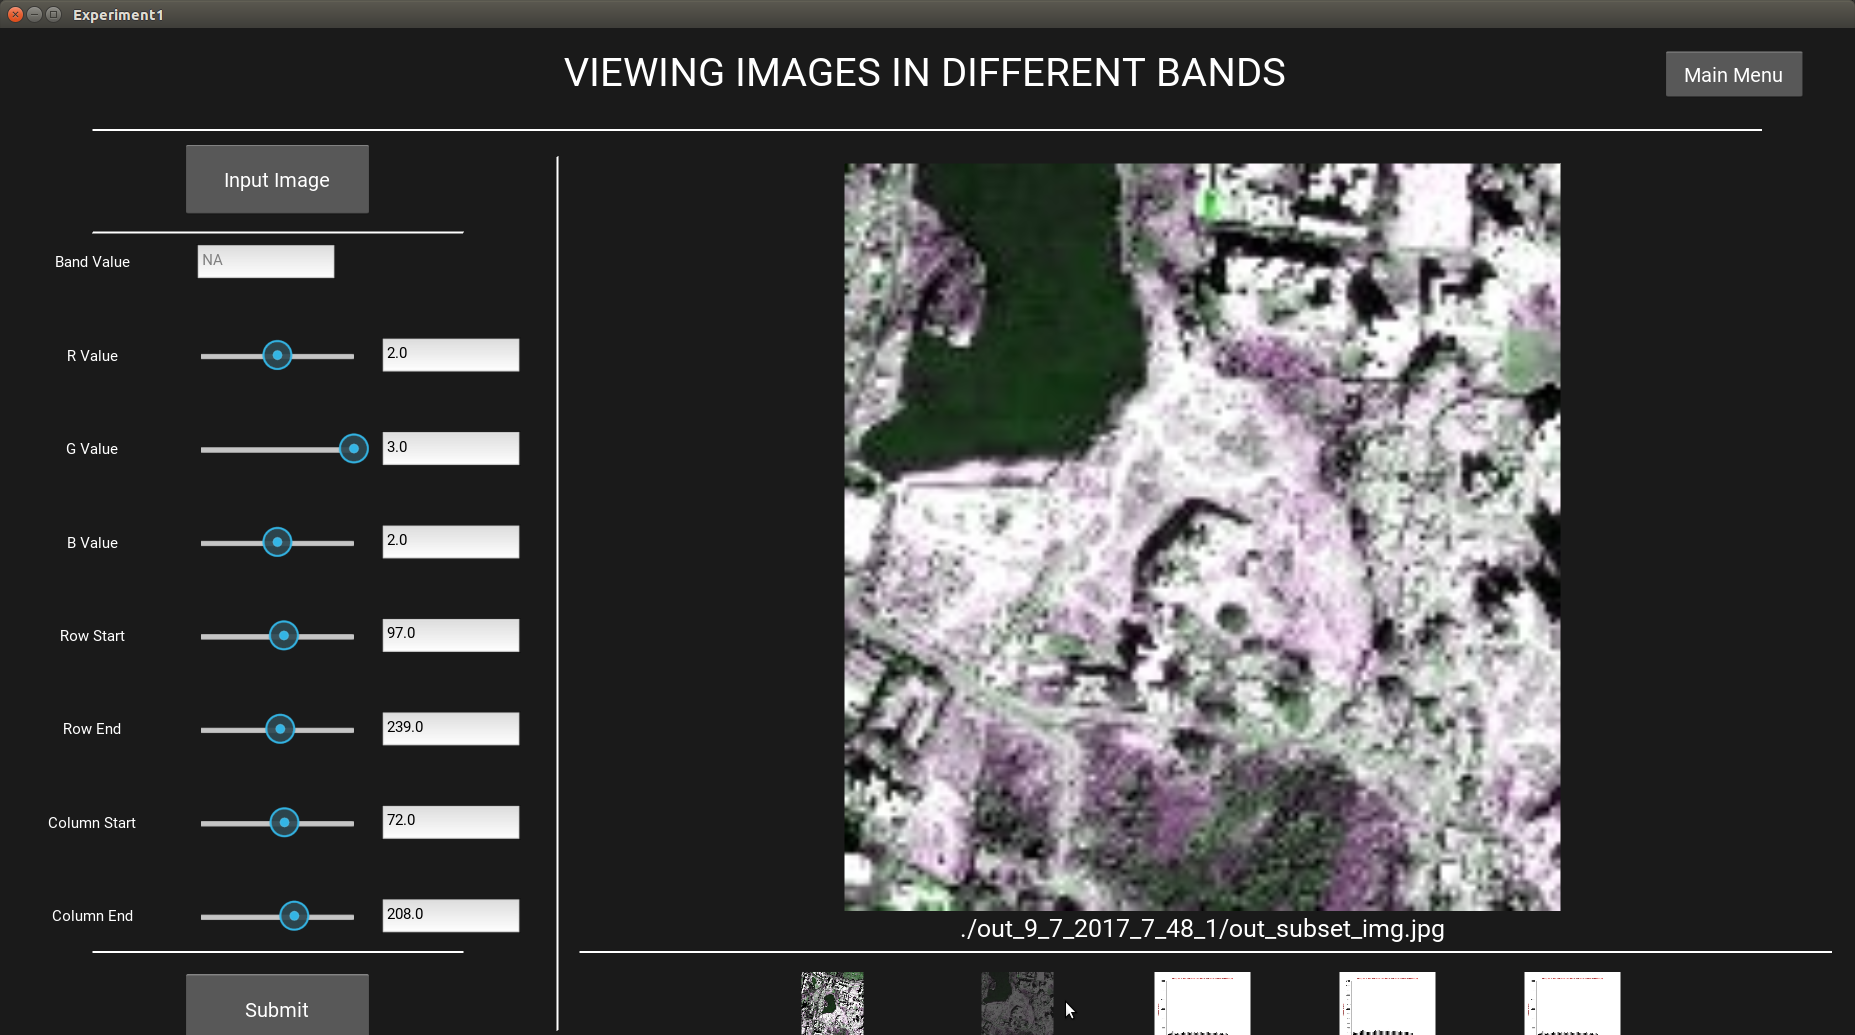 Experiment1
VIEWING IMAGES IN DIFFERENT BANDS
Main Menu
Input Image
Band Value NA
R Value 2.0
G Value 3.0
B Value 2.0
Row Start 97.0
Row End 239.0
Column Start 72.0
Column End 208.0
Submit
./out_9_7_2017_7_48_1/out_subset_img.jpg